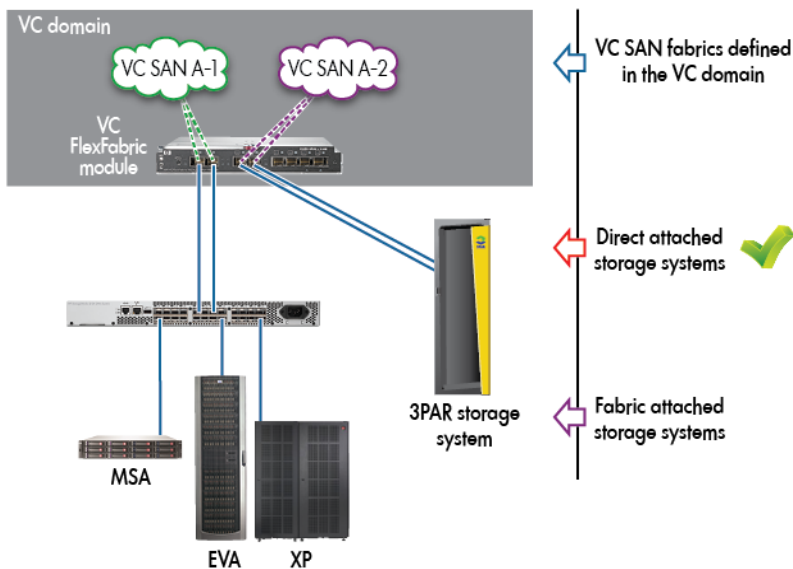 VC domain
VC SAN A-1
VC SAN A-2
VC
FlexFabric
module
VC SAN fabrics defined
in the VC domain
Direct attached
storage systems
3PAR storage
system
Fabric attached
storage systems
MSA
EVA
XP